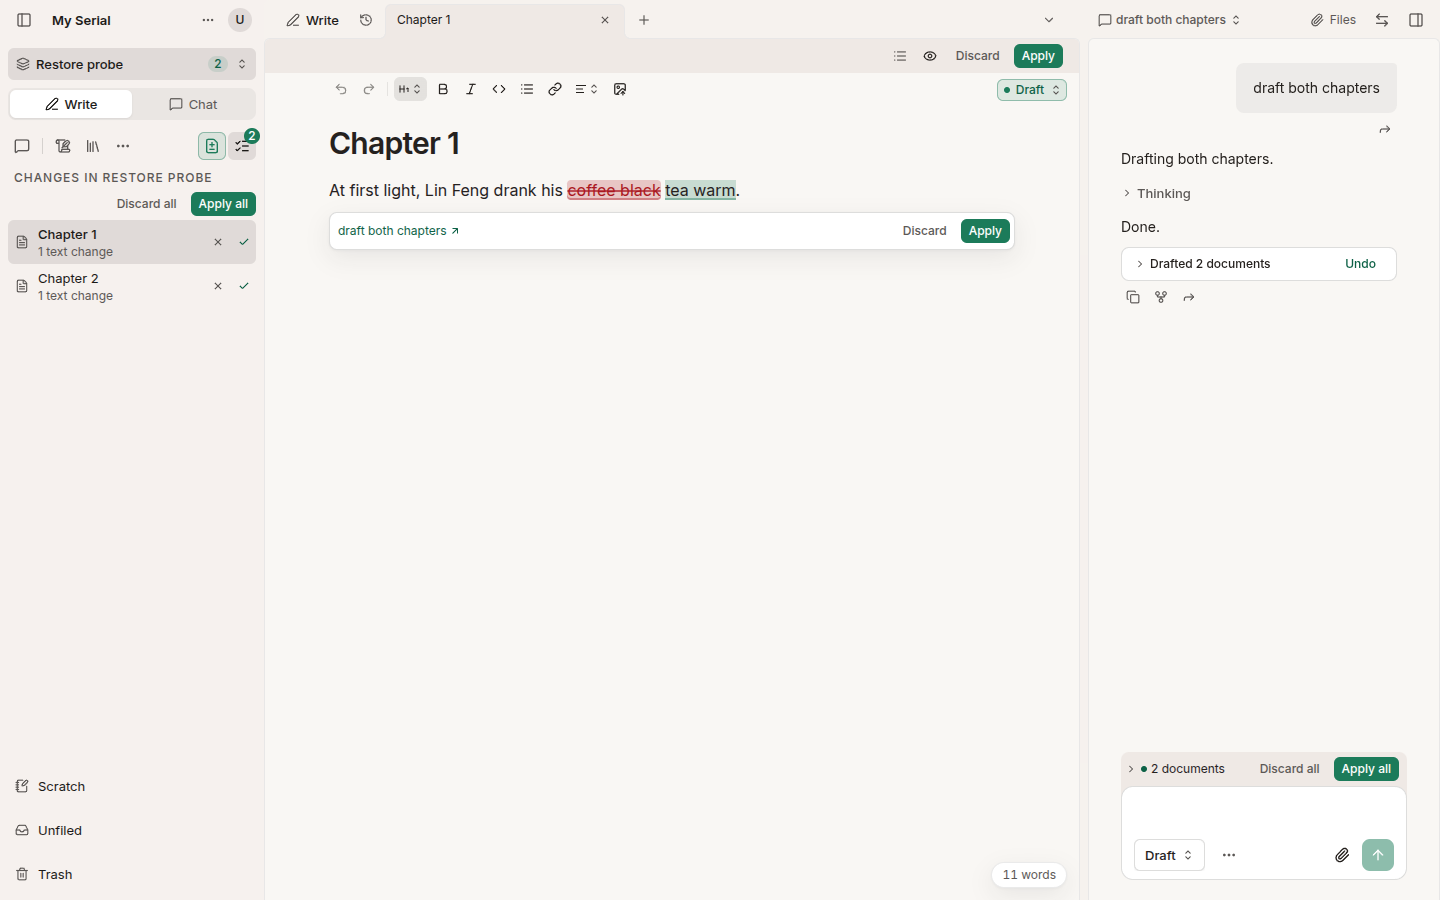 My Serial
U
Write
Chapter 1
draft both chapters
Files
Restore probe
2
Discard
Apply
Write
Chat
H1
Draft
draft both chapters
2
Chapter 1
CHANGES IN RESTORE PROBE
Discard all
Apply all
At first light, Lin Feng drank his coffee black tea warm.
Drafting both chapters.
Thinking
Chapter 1
1 text change
draft both chapters
Discard
Apply
Done.
Chapter 2
1 text change
Drafted 2 documents
Undo
Scratch
Unfiled
Trash
11 words
2 documents
Discard all
Apply all
Draft